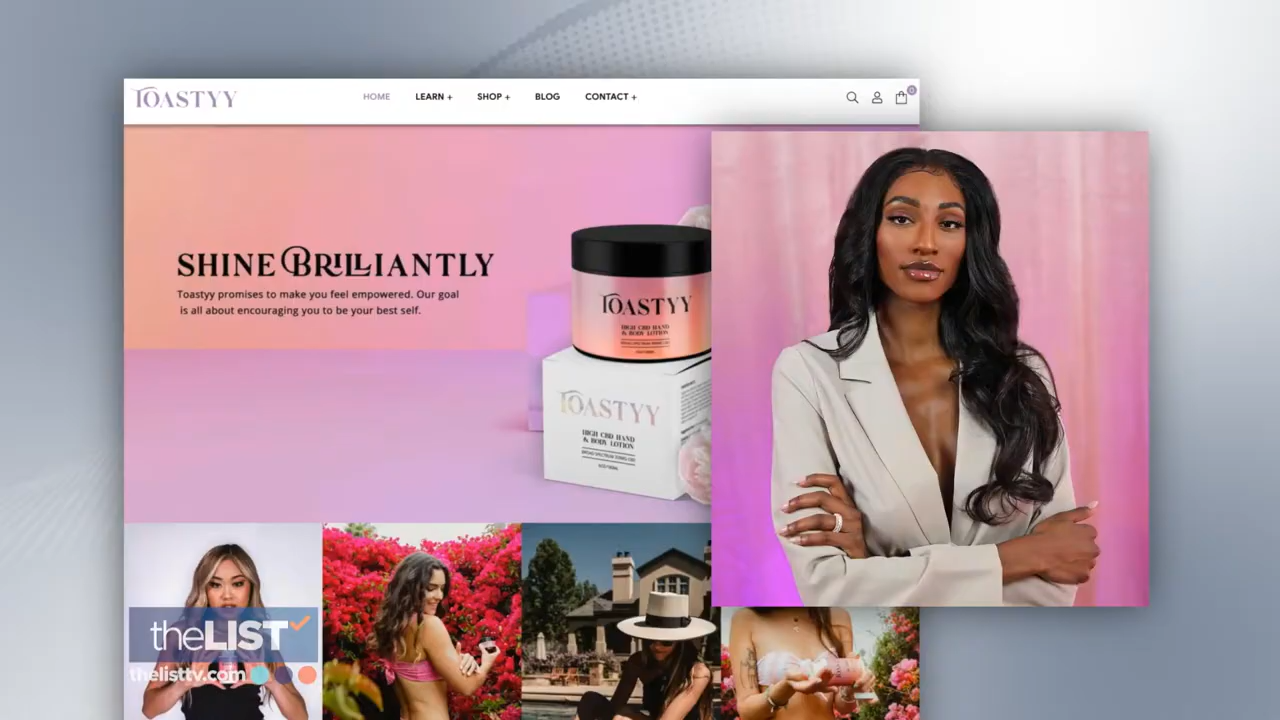 TOASTYY
HOME LEARN + SHOP + BLOG CONTACT + 0
SHINE BRILLIANTLY
Toastyy promises to make you feel empowered. Our goal
is all about encouraging you to be your best self.
TOASTYY
HIGH CBD HAND
& BODY LOTION
TOASTYY
HIGH CBD HAND
& BODY LOTION
theLIST
thelisttv.com